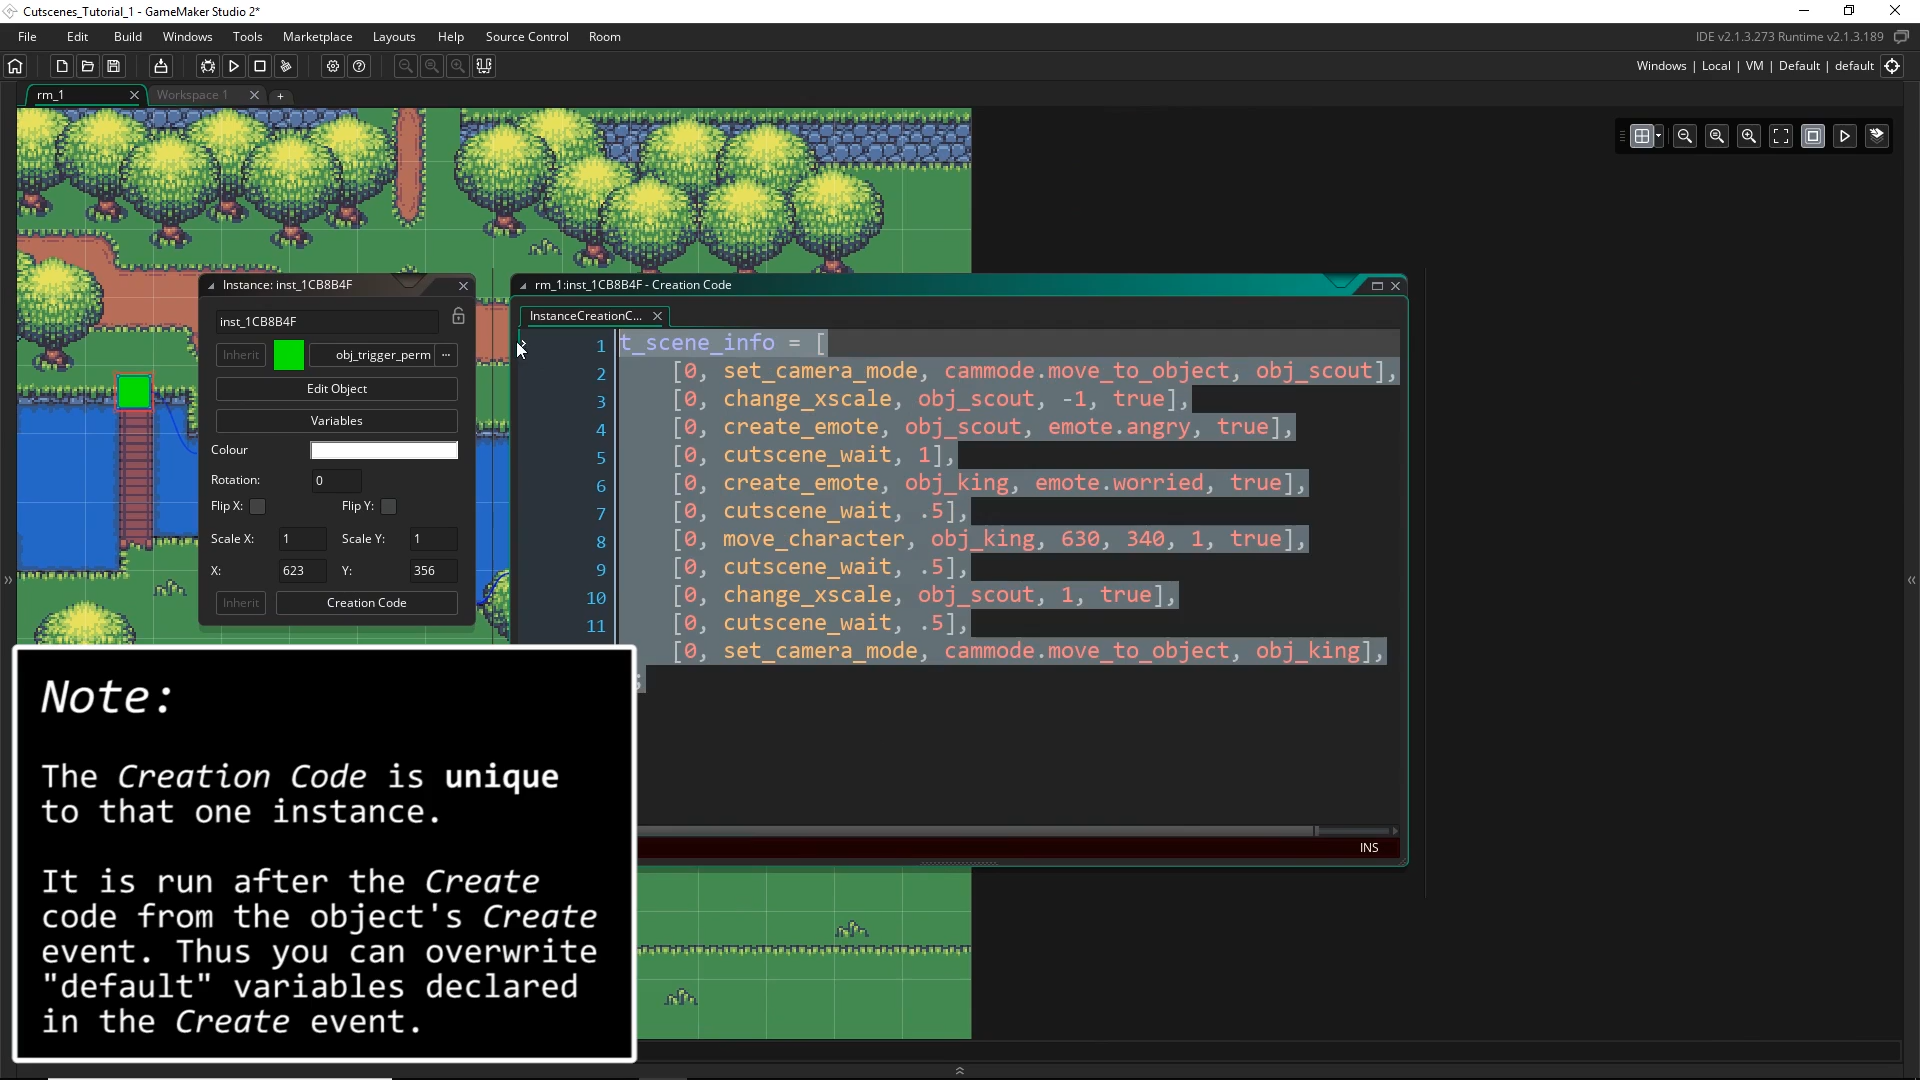 Cutscenes_Tutorial_1 - GameMaker Studio 2*
File Edit Build Windows Tools Marketplace Layouts Help Source Control Room
IDE v2.1.3.273 Runtime v2.1.3.189
Windows | Local | VM | Default | default
rm_1
Workspace 1
Instance: inst_1CB8B4F
inst_1CB8B4F
Inherit
obj_trigger_perm
...
Edit Object
Variables
Colour
Rotation: 0
Flip X: Flip Y:
Scale X: 1 Scale Y: 1
X: 623 Y: 356
Inherit Creation Code
rm_1:inst_1CB8B4F - Creation Code
InstanceCreationC...
1 t_scene_info = [
2 [0, set_camera_mode, cammode.move_to_object, obj_scout],
3 [0, change_xscale, obj_scout, -1, true],
4 [0, create_emote, obj_scout, emote.angry, true],
5 [0, cutscene_wait, 1],
6 [0, create_emote, obj_king, emote.worried, true],
7 [0, cutscene_wait, .5],
8 [0, move_character, obj_king, 630, 340, 1, true],
9 [0, cutscene_wait, .5],
10 [0, change_xscale, obj_scout, 1, true],
11 [0, cutscene_wait, .5],
[0, set_camera_mode, cammode.move_to_object, obj_king],
;
INS
Note:
The Creation Code is unique
to that one instance.
It is run after the Create
code from the object's Create
event. Thus you can overwrite
"default" variables declared
in the Create event.